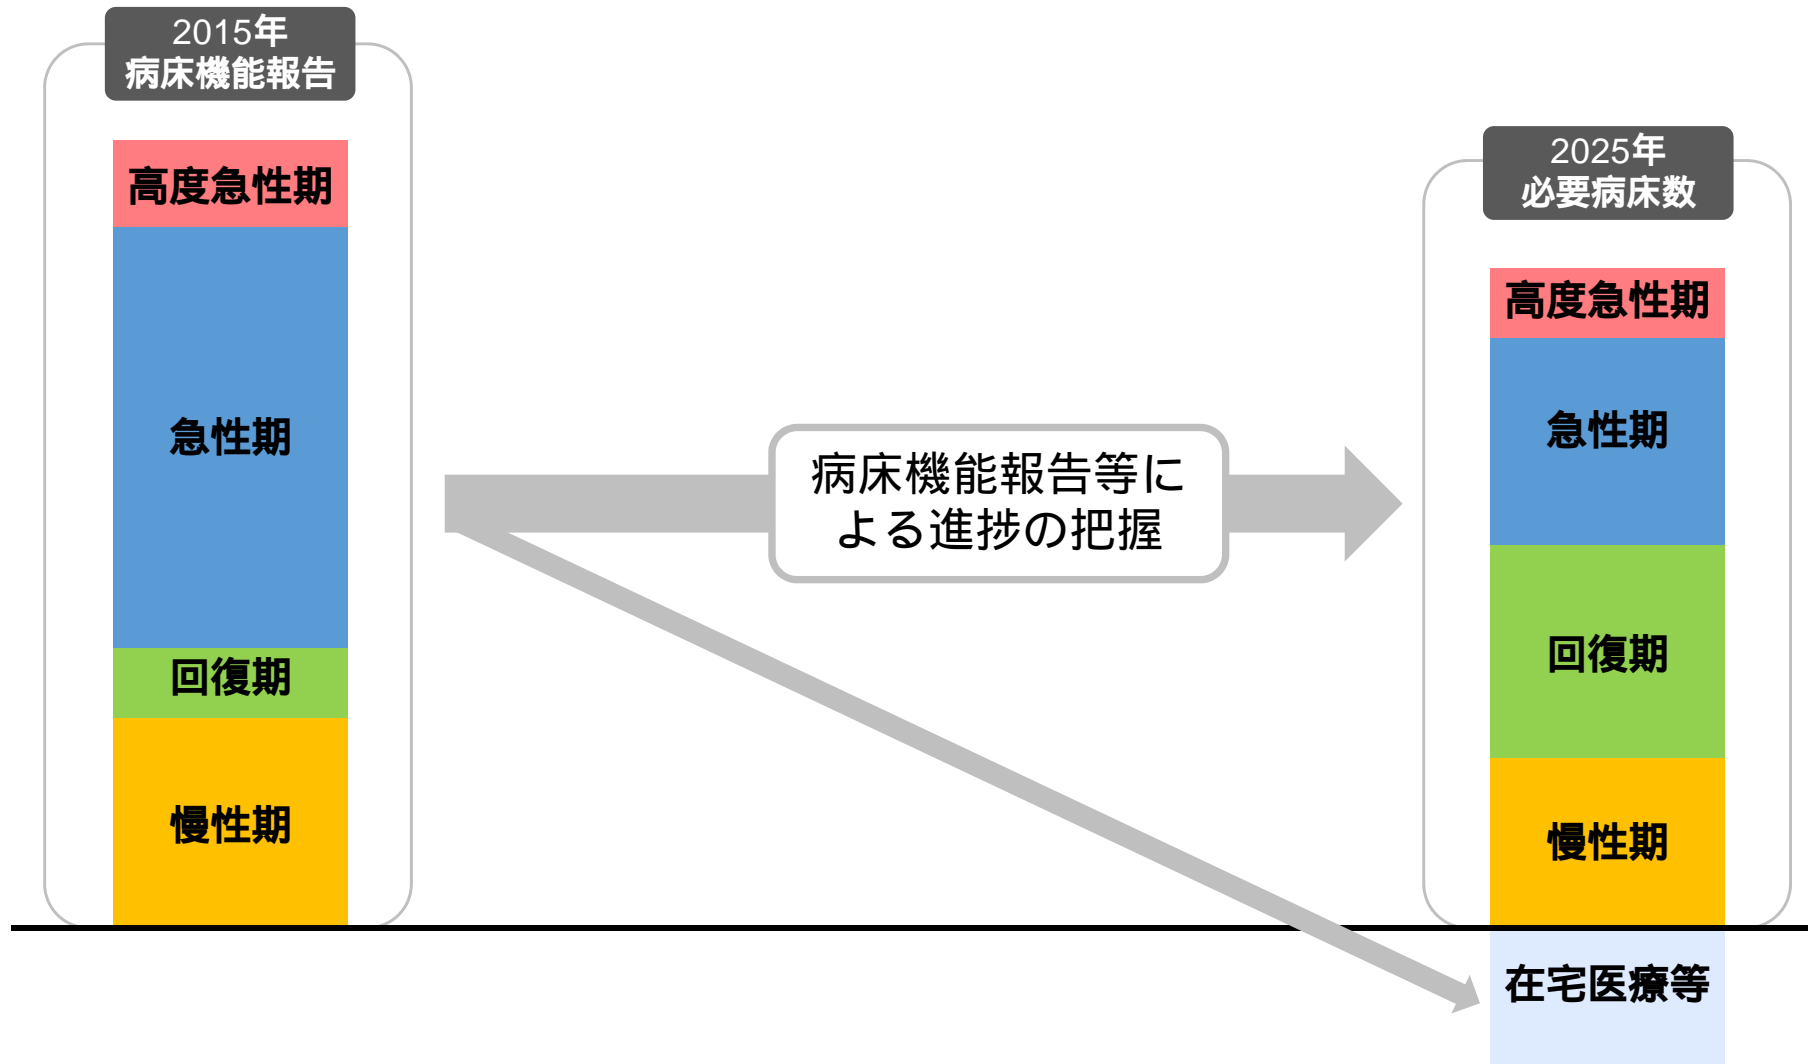 2015年
病床機能報告
高度急性期
急性期
回復期
慢性期
病床機能報告等に
よる進捗の把握
2025年
必要病床数
高度急性期
急性期
回復期
慢性期
在宅医療等